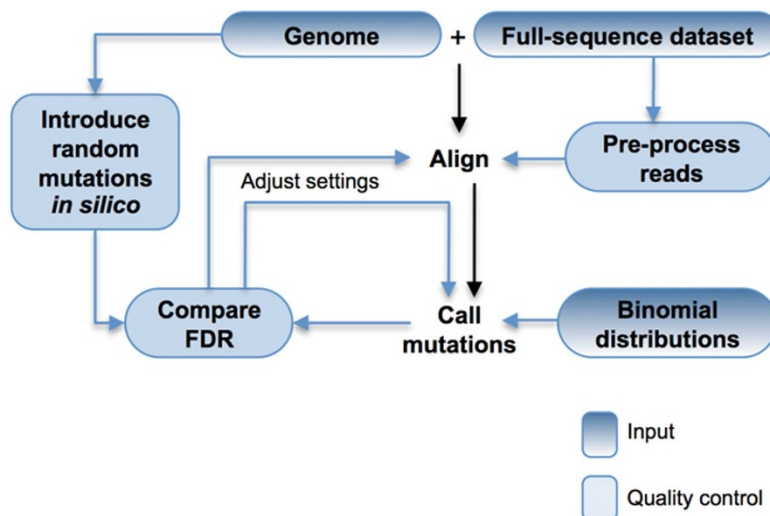 Genome + Full-sequence dataset
Introduce
random
mutations
in silico
Align
Pre-process
reads
Adjust settings
Compare
FDR
Call
mutations
Binomial
distributions
Input
Quality control